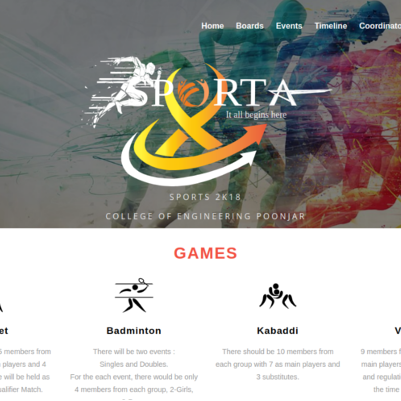 Home Boards Events Timeline Coordinato
SPORTA
It all begins here
SPORTS 2K18
COLLEGE OF ENGINEERING POONJAR
GAMES
et Badminton Kabaddi V
6 members from There will be two events : There should be 10 members from 9 members f
players and 4 Singles and Doubles. each group with 7 as main players and main players
e will be held as For the each event, there would be only 3 substitutes. and regulati
alifier Match. 4 members from each group, 2-Girls, the time